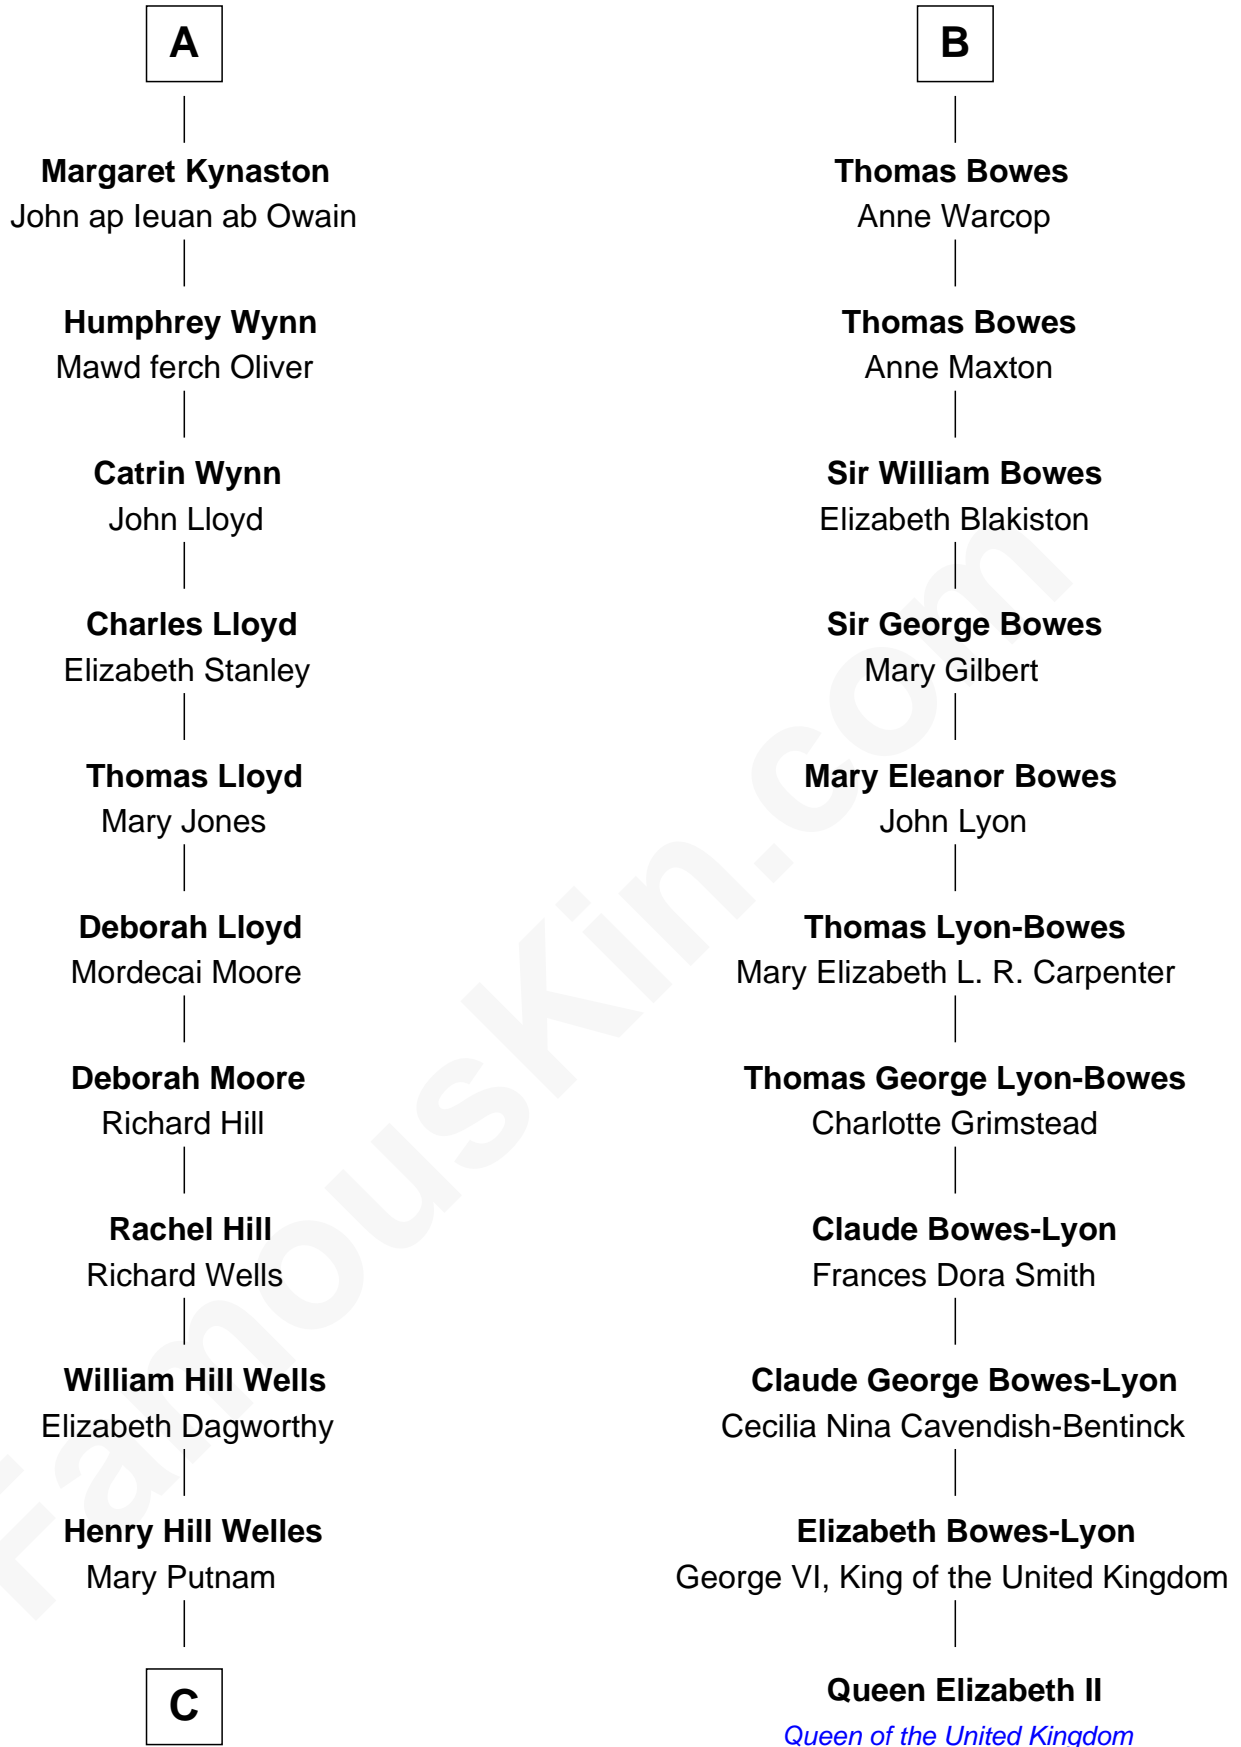 A
Margaret Kynaston
John ap Ieuan ab Owain
Humphrey Wynn
Mawd ferch Oliver
Catrin Wynn
John Lloyd
Charles Lloyd
Elizabeth Stanley
Thomas Lloyd
Mary Jones
Deborah Lloyd
Mordecai Moore
Deborah Moore
Richard Hill
Rachel Hill
Richard Wells
William Hill Wells
Elizabeth Dagworthy
Henry Hill Welles
Mary Putnam
C
B
Thomas Bowes
Anne Warcop
Thomas Bowes
Anne Maxton
Sir William Bowes
Elizabeth Blakiston
Sir George Bowes
Mary Gilbert
Mary Eleanor Bowes
John Lyon
Thomas Lyon-Bowes
Mary Elizabeth L. R. Carpenter
Thomas George Lyon-Bowes
Charlotte Grimstead
Claude Bowes-Lyon
Frances Dora Smith
Claude George Bowes-Lyon
Cecilia Nina Cavendish-Bentinck
Elizabeth Bowes-Lyon
George VI, King of the United Kingdom
Queen Elizabeth II
Queen of the United Kingdom
FamousKin.com